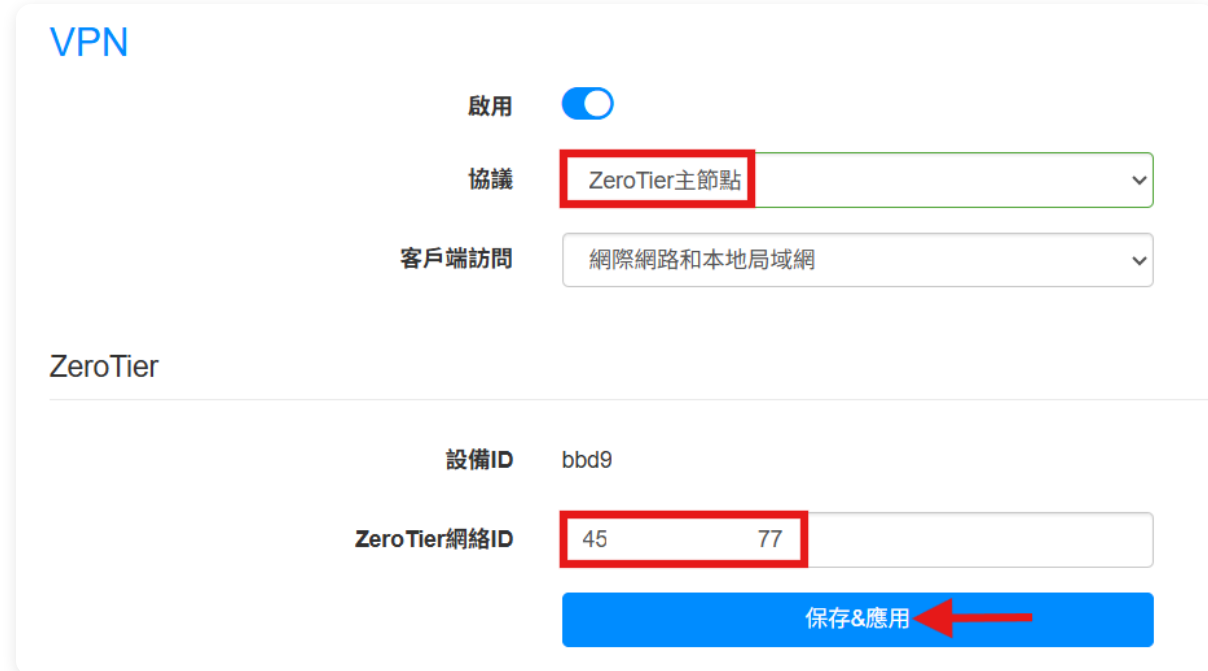 VPN
啟用
協議 ZeroTier主節點
客戶端訪問 網際網路和本地局域網
ZeroTier
設備ID bbd9
ZeroTier網絡ID 45 77
保存&應用